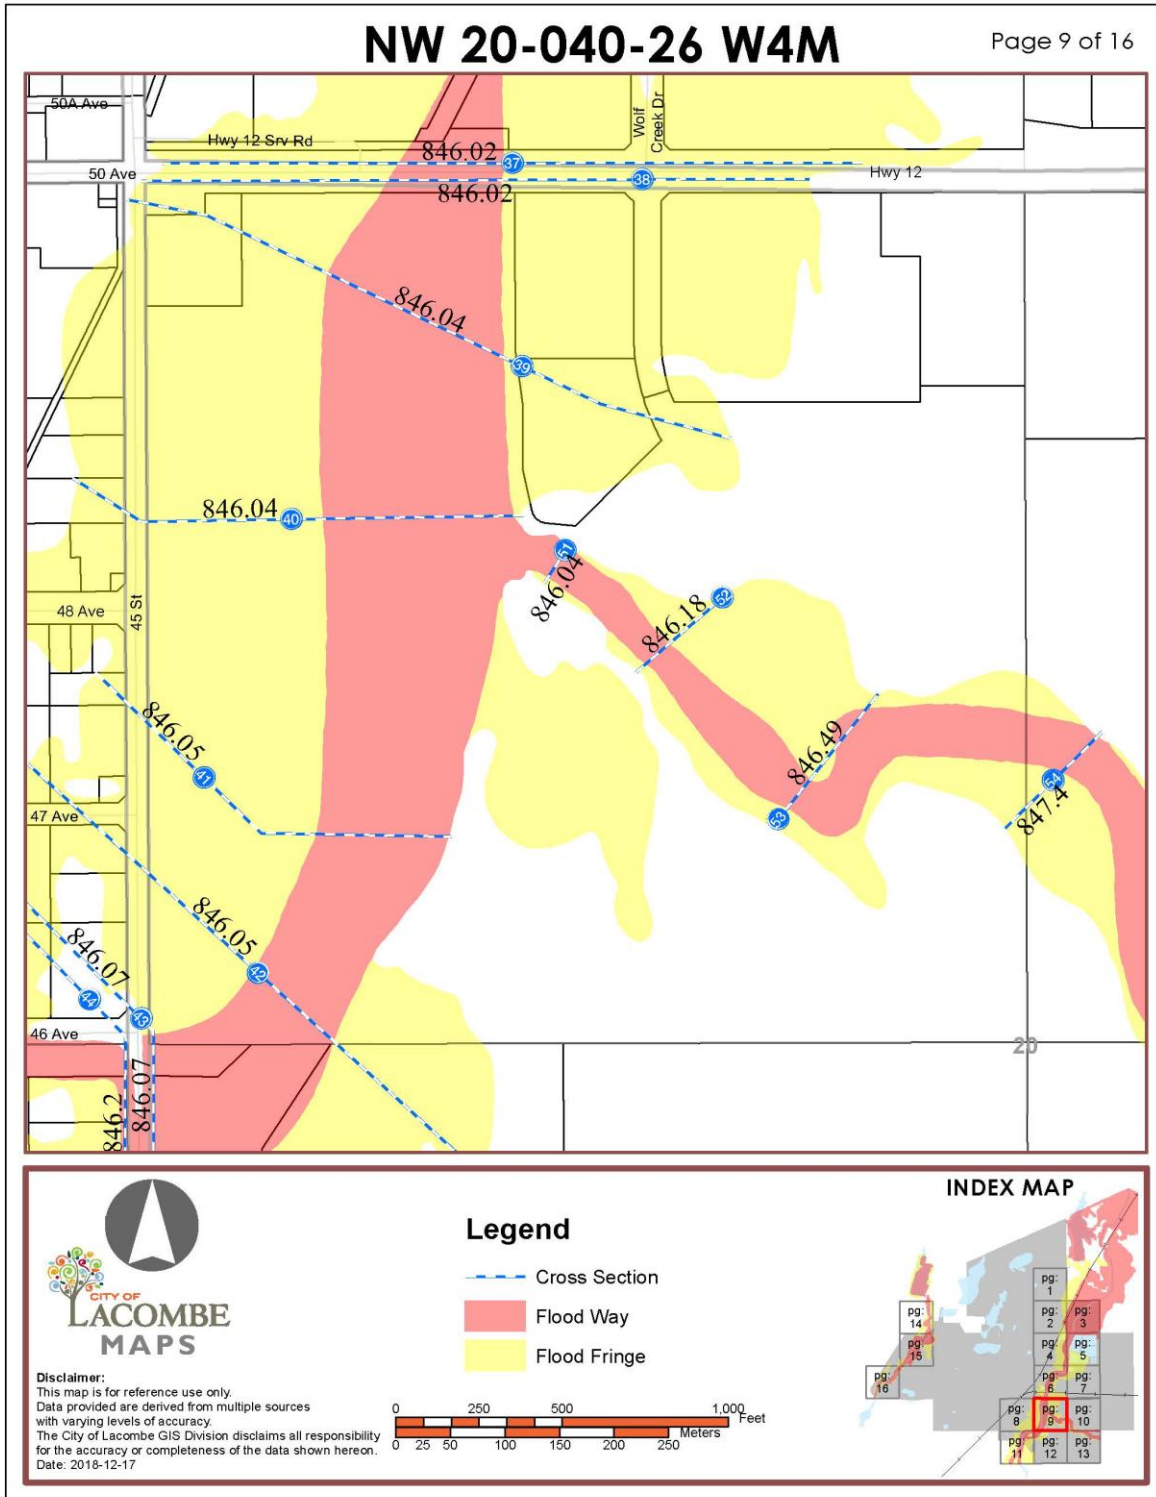 NW 20-040-26 W4M
Page 9 of 16
50A Ave
Hwy 12 Srv Rd
Wolf
Creek Dr
846.02
37
50 Ave
Hwy 12
38
846.02
846.04
39
846.04
40
51
846.04
48 Ave
45 St
846.18
52
846.05
41
846.49
53
54
847.4
47 Ave
846.05
42
846.07
44
43
46 Ave
20
846.2
846.07
CITY OF
LACOMBE
MAPS
Disclaimer:
This map is for reference use only.
Data provided are derived from multiple sources
with varying levels of accuracy.
The City of Lacombe GIS Division disclaims all responsibility
for the accuracy or completeness of the data shown hereon.
Date: 2018-12-17
Legend
Cross Section
Flood Way
Flood Fringe
0 250 500 1,000
Feet
Meters
0 25 50 100 150 200 250
INDEX MAP
pg: 1
pg: 2
pg: 3
pg: 4
pg: 5
pg: 6
pg: 7
pg: 8
pg: 9
pg: 10
pg: 11
pg: 12
pg: 13
pg: 14
pg: 15
pg: 16